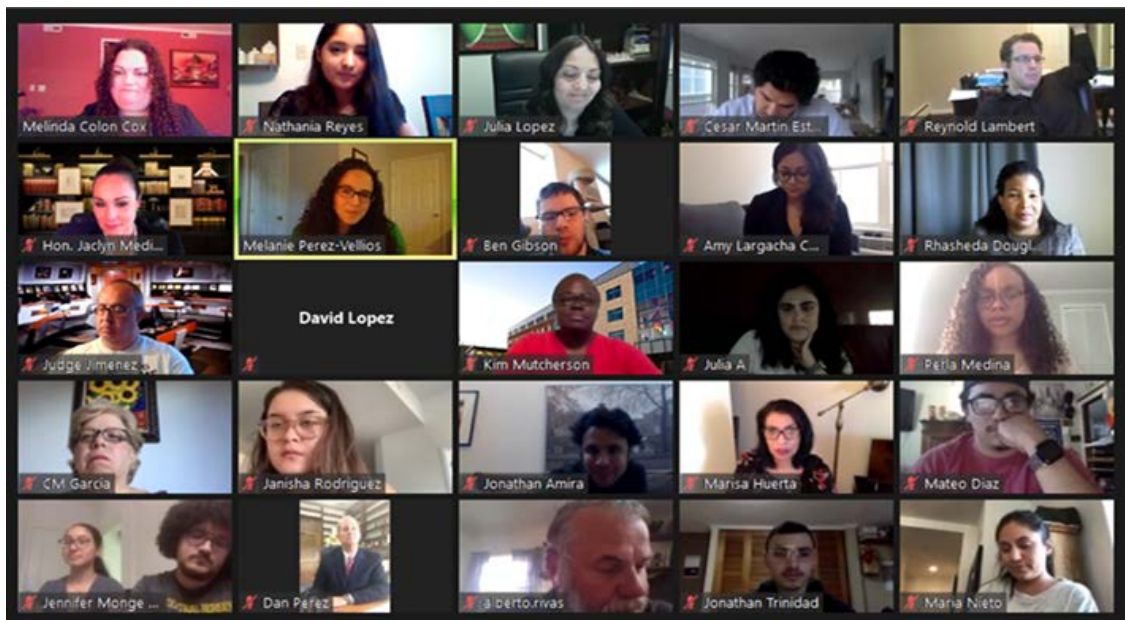 Melinda Colon Cox
Nathania Reyes
Julia Lopez
Cesar Martin Est...
Reynold Lambert
Hon. Jaclyn Medi...
Melanie Perez-Vellios
Ben Gibson
Amy Largacha C...
Rhasheda Dougl...
Judge Jimenez
David Lopez
Kim Mutcherson
Julia A
Perla Medina
CM Garcia
Janisha Rodriguez
Jonathan Amira
Marisa Huerta
Mateo Diaz
Jennifer Monge ...
Dan Perez
alberto.rivas
Jonathan Trinidad
Maria Nieto